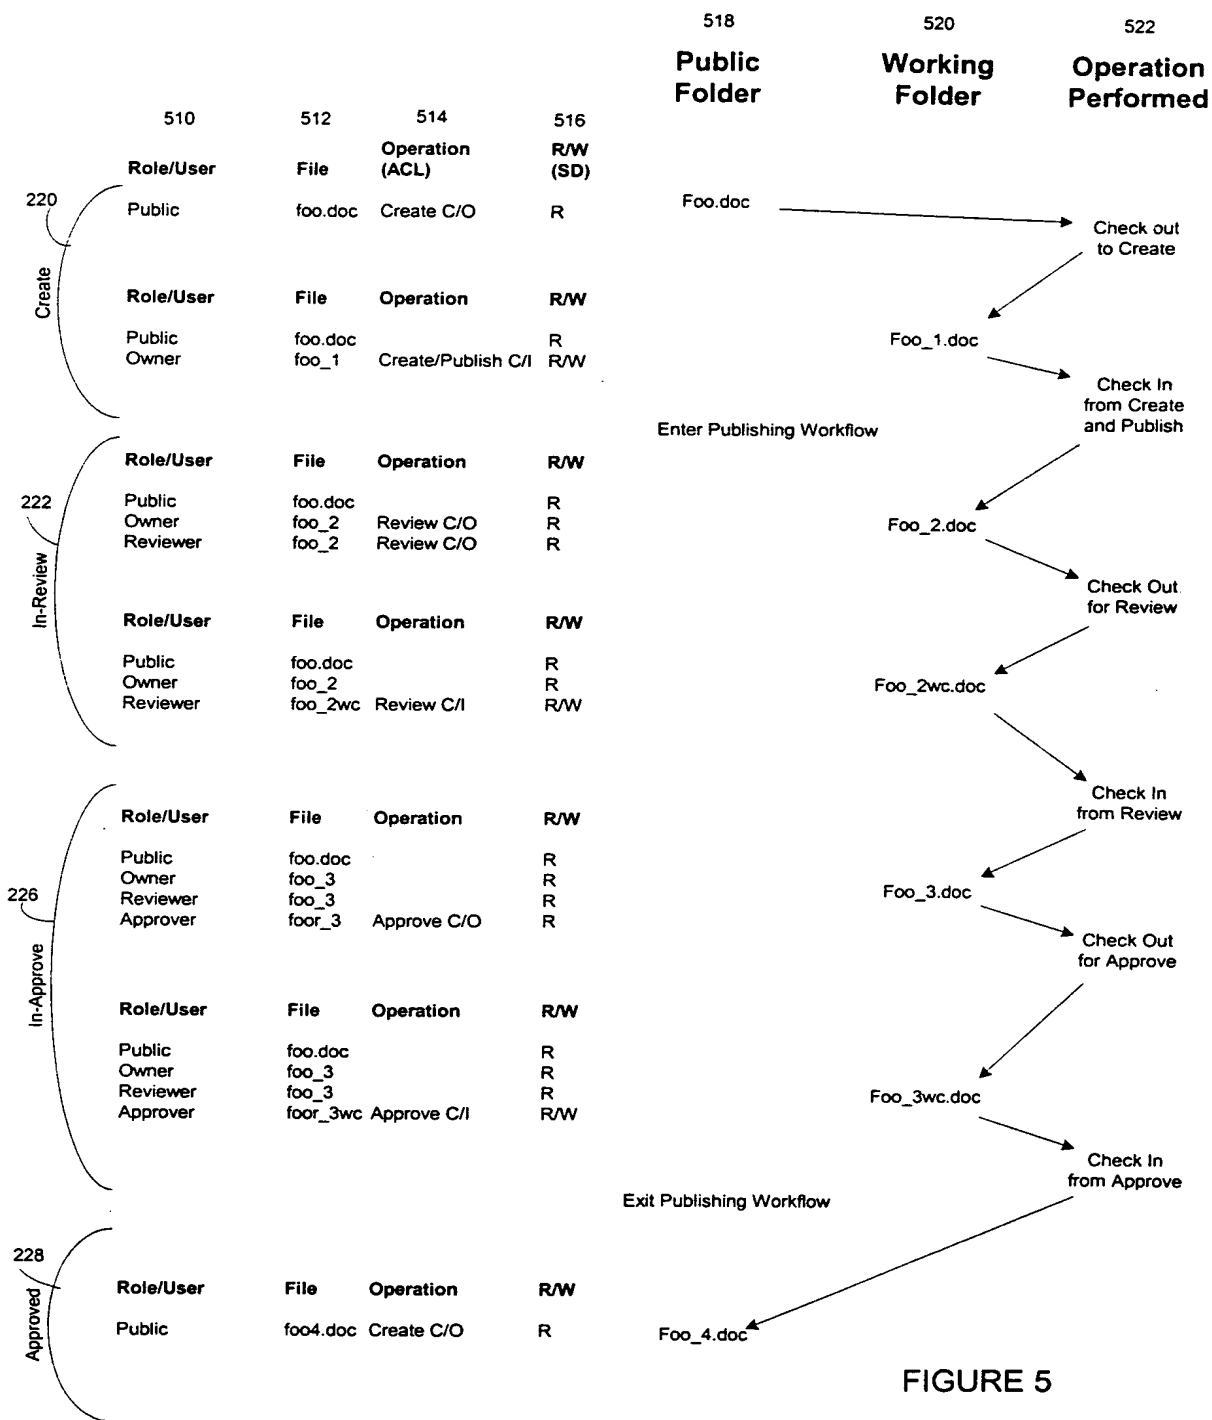 518 520 522
Public Folder Working Folder Operation Performed
510 512 514 516
Role/User File Operation (ACL) R/W (SD)
220
Create
Public foo.doc Create C/O R
Foo.doc
Check out
to Create
Role/User File Operation R/W
Public foo.doc R
Owner foo_1 Create/Publish C/I R/W
Foo_1.doc
Check In
from Create
and Publish
Enter Publishing Workflow
222
In-Review
Role/User File Operation R/W
Public foo.doc R
Owner foo_2 Review C/O R
Reviewer foo_2 Review C/O R
Foo_2.doc
Check Out
for Review
Role/User File Operation R/W
Public foo.doc R
Owner foo_2 R
Reviewer foo_2wc Review C/I R/W
Foo_2wc.doc
Check In
from Review
226
In-Approve
Role/User File Operation R/W
Public foo.doc R
Owner foo_3 R
Reviewer foo_3 R
Approver foor_3 Approve C/O R
Foo_3.doc
Check Out
for Approve
Role/User File Operation R/W
Public foo.doc R
Owner foo_3 R
Reviewer foo_3 R
Approver foor_3wc Approve C/I R/W
Foo_3wc.doc
Check In
from Approve
Exit Publishing Workflow
228
Approved
Role/User File Operation R/W
Public foo4.doc Create C/O R
Foo_4.doc
FIGURE 5